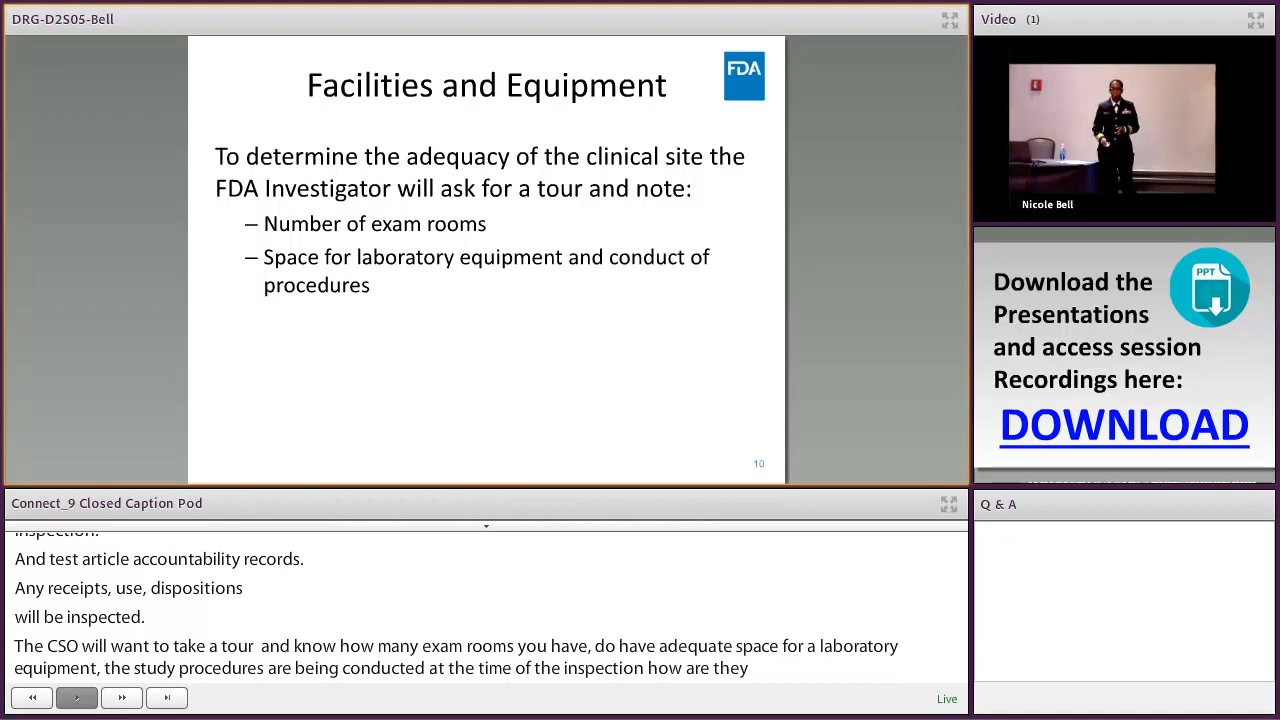 DRG-D2S05-Bell
Facilities and Equipment
FDA
To determine the adequacy of the clinical site the
FDA Investigator will ask for a tour and note:
– Number of exam rooms
– Space for laboratory equipment and conduct of
procedures
10
Video (1)
Nicole Bell
Download the
Presentations
and access session
Recordings here:
DOWNLOAD
PPT
Connect_9 Closed Caption Pod
inspection.
And test article accountability records.
Any receipts, use, dispositions
will be inspected.
The CSO will want to take a tour and know how many exam rooms you have, do have adequate space for a laboratory
equipment, the study procedures are being conducted at the time of the inspection how are they
Live
Q & A